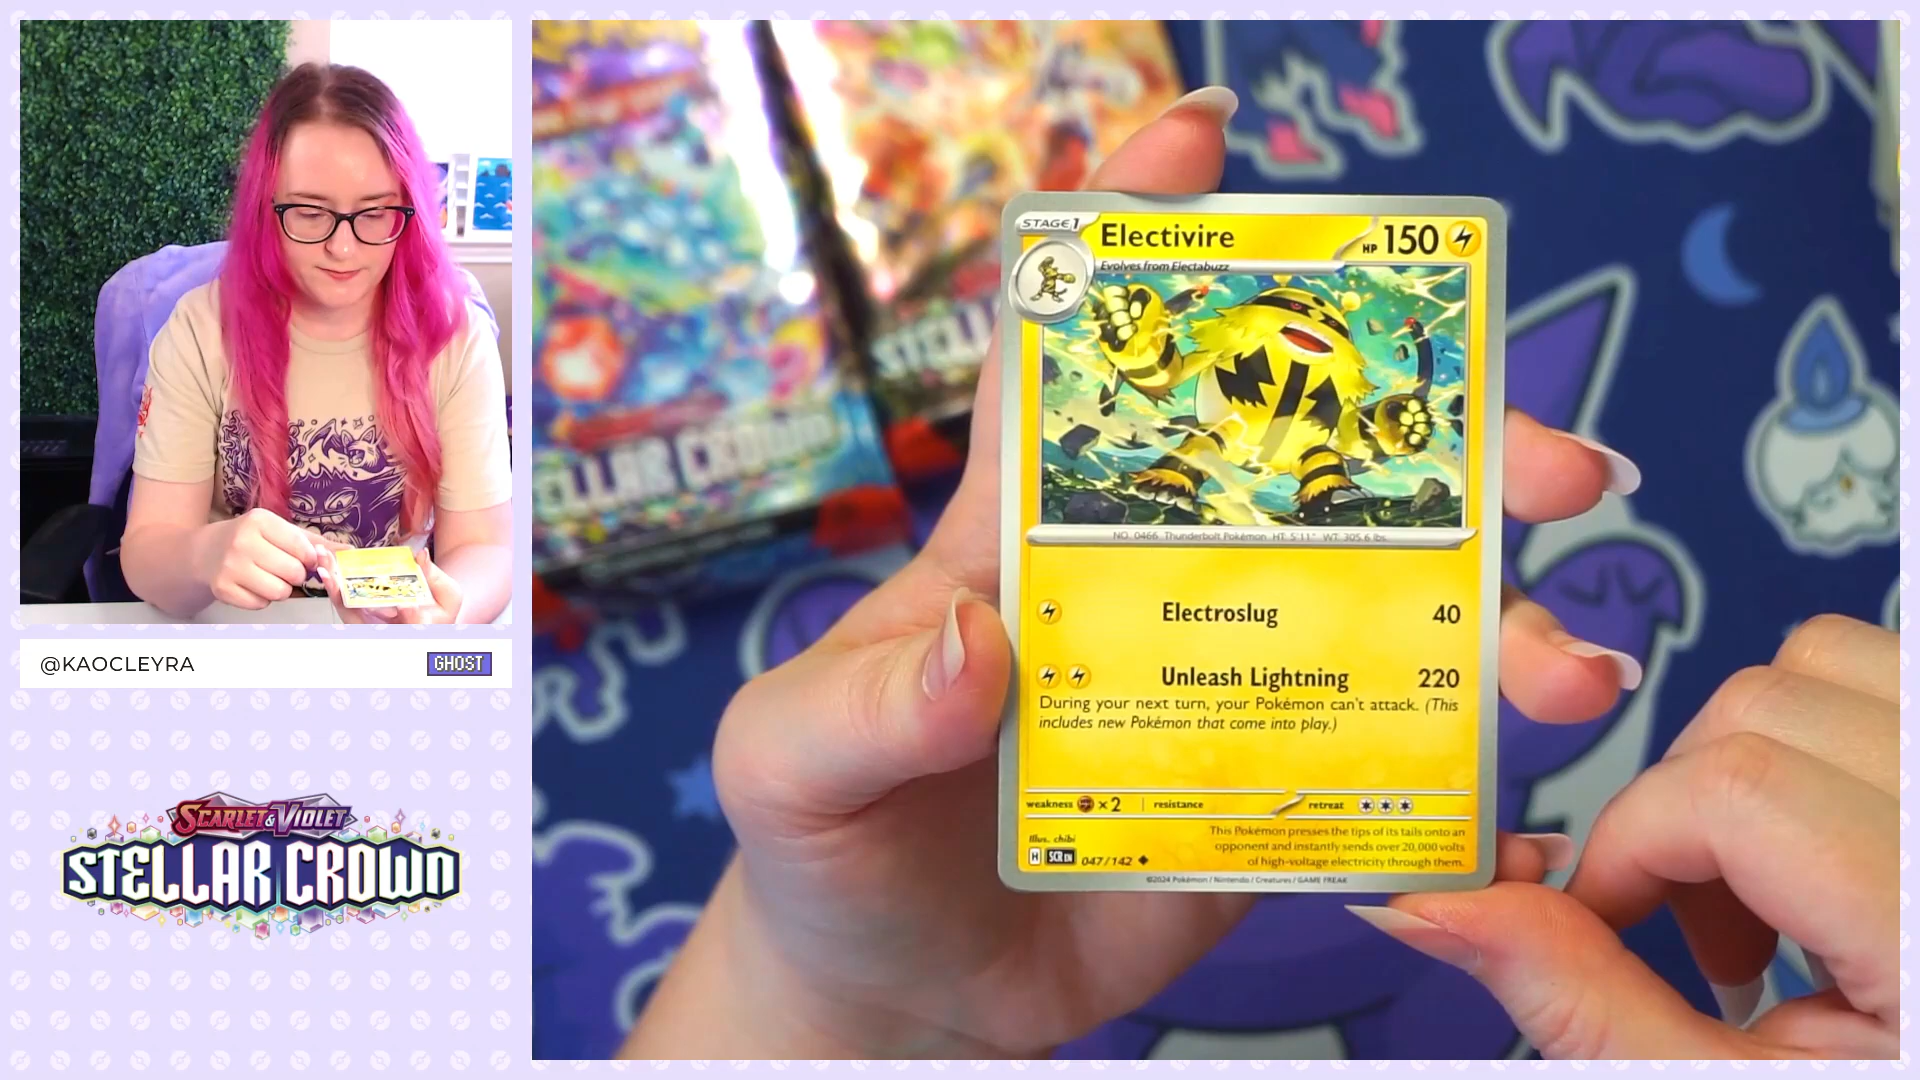 @KAOCLEYRA
GHOST
SCARLET & VIOLET
STELLAR CROWN
STELLAR CROWN
STELL
STAGE 1
Electivire
HP 150
Evolves from Electabuzz
NO. 0466 Thunderbolt Pokémon HT: 5'11" WT: 305.6 lbs.
Electroslug 40
Unleash Lightning 220
During your next turn, your Pokémon can't attack. (This
includes new Pokémon that come into play.)
weakness ×2 resistance retreat
Illus. chibi
H SCR EN 047/142
This Pokémon presses the tips of its tails onto an
opponent and instantly sends over 20,000 volts
of high-voltage electricity through them.
©2024 Pokémon / Nintendo / Creatures / GAME FREAK